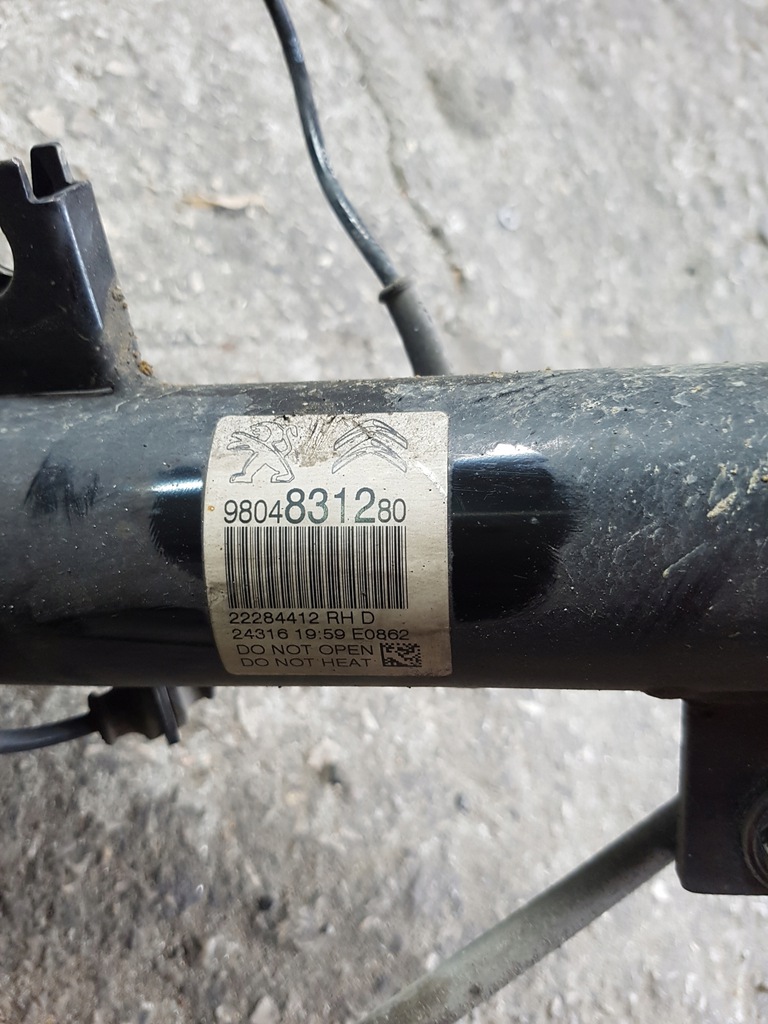 9804831280
22284412 RH D
24316 19:59 E0862
DO NOT OPEN
DO NOT HEAT